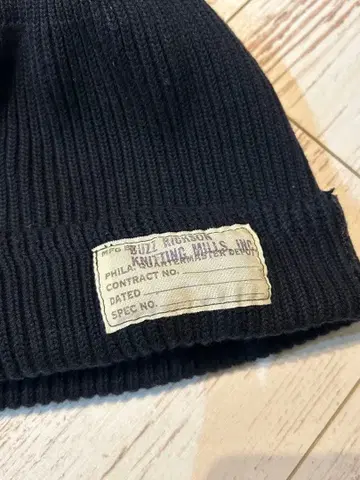 MFG BY BUZZ RICKSON
KNITTING MILLS, INC.
PHILA. QUARTERMASTER DEPOT
CONTRACT NO.
DATED
SPEC NO.